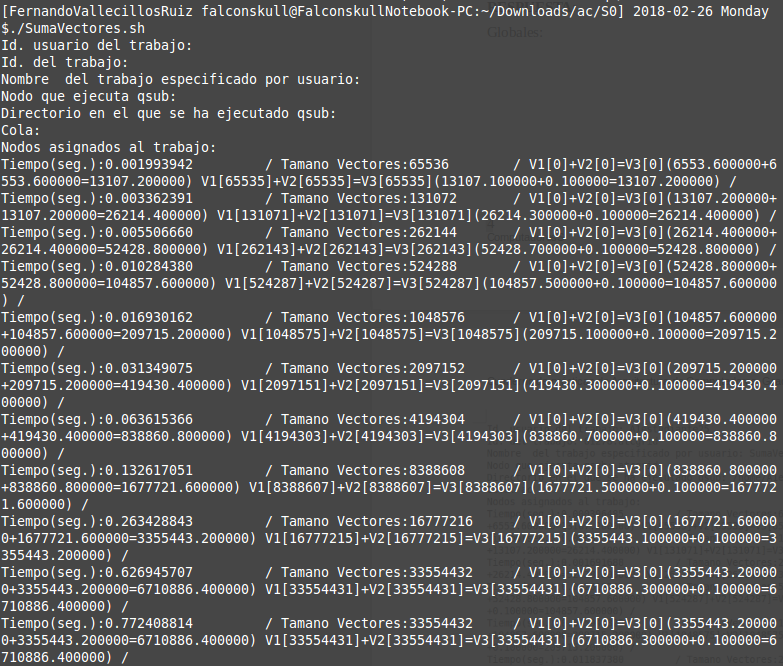 [FernandoVallecillosRuiz falconskull@FalconskullNotebook-PC:~/Downloads/ac/S0] 2018-02-26 Monday
$./SumaVectores.sh
Id. usuario del trabajo:
Id. del trabajo:
Nombre  del trabajo especificado por usuario:
Nodo que ejecuta qsub:
Directorio en el que se ha ejecutado qsub:
Cola:
Nodos asignados al trabajo:
Tiempo(seg.):0.001993942         / Tamano Vectores:65536        / V1[0]+V2[0]=V3[0](6553.600000+6
553.600000=13107.200000) V1[65535]+V2[65535]=V3[65535](13107.100000+0.100000=13107.200000) /
Tiempo(seg.):0.003362391         / Tamano Vectores:131072       / V1[0]+V2[0]=V3[0](13107.200000+
13107.200000=26214.400000) V1[131071]+V2[131071]=V3[131071](26214.300000+0.100000=26214.400000) /
Tiempo(seg.):0.005506660         / Tamano Vectores:262144       / V1[0]+V2[0]=V3[0](26214.400000+
26214.400000=52428.800000) V1[262143]+V2[262143]=V3[262143](52428.700000+0.100000=52428.800000) /
Tiempo(seg.):0.010284380         / Tamano Vectores:524288       / V1[0]+V2[0]=V3[0](52428.800000+
52428.800000=104857.600000) V1[524287]+V2[524287]=V3[524287](104857.500000+0.100000=104857.600000
) /
Tiempo(seg.):0.016930162         / Tamano Vectores:1048576      / V1[0]+V2[0]=V3[0](104857.600000
+104857.600000=209715.200000) V1[1048575]+V2[1048575]=V3[1048575](209715.100000+0.100000=209715.2
00000) /
Tiempo(seg.):0.031349075         / Tamano Vectores:2097152      / V1[0]+V2[0]=V3[0](209715.200000
+209715.200000=419430.400000) V1[2097151]+V2[2097151]=V3[2097151](419430.300000+0.100000=419430.4
00000) /
Tiempo(seg.):0.063615366         / Tamano Vectores:4194304      / V1[0]+V2[0]=V3[0](419430.400000
+419430.400000=838860.800000) V1[4194303]+V2[4194303]=V3[4194303](838860.700000+0.100000=838860.8
00000) /
Tiempo(seg.):0.132617051         / Tamano Vectores:8388608      / V1[0]+V2[0]=V3[0](838860.800000
+838860.800000=1677721.600000) V1[8388607]+V2[8388607]=V3[8388607](1677721.500000+0.100000=167772
1.600000) /
Tiempo(seg.):0.263428843         / Tamano Vectores:16777216     / V1[0]+V2[0]=V3[0](1677721.60000
0+1677721.600000=3355443.200000) V1[16777215]+V2[16777215]=V3[16777215](3355443.100000+0.100000=3
355443.200000) /
Tiempo(seg.):0.626945707         / Tamano Vectores:33554432     / V1[0]+V2[0]=V3[0](3355443.20000
0+3355443.200000=6710886.400000) V1[33554431]+V2[33554431]=V3[33554431](6710886.300000+0.100000=6
710886.400000) /
Tiempo(seg.):0.772408814         / Tamano Vectores:33554432     / V1[0]+V2[0]=V3[0](3355443.20000
0+3355443.200000=6710886.400000) V1[33554431]+V2[33554431]=V3[33554431](6710886.300000+0.100000=6
710886.400000) /
Globales: